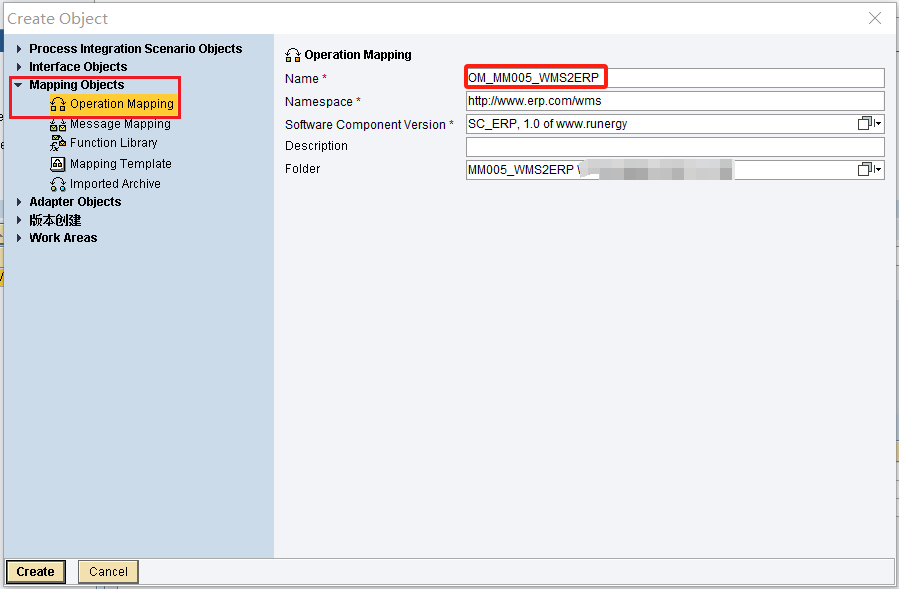 Create Object
Process Integration Scenario Objects
Interface Objects
Mapping Objects
Operation Mapping
Message Mapping
Function Library
Mapping Template
Imported Archive
Adapter Objects
版本创建
Work Areas
Operation Mapping
Name * OM_MM005_WMS2ERP
Namespace * http://www.erp.com/wms
Software Component Version * SC_ERP, 1.0 of www.runergy
Description
Folder MM005_WMS2ERP
Create Cancel